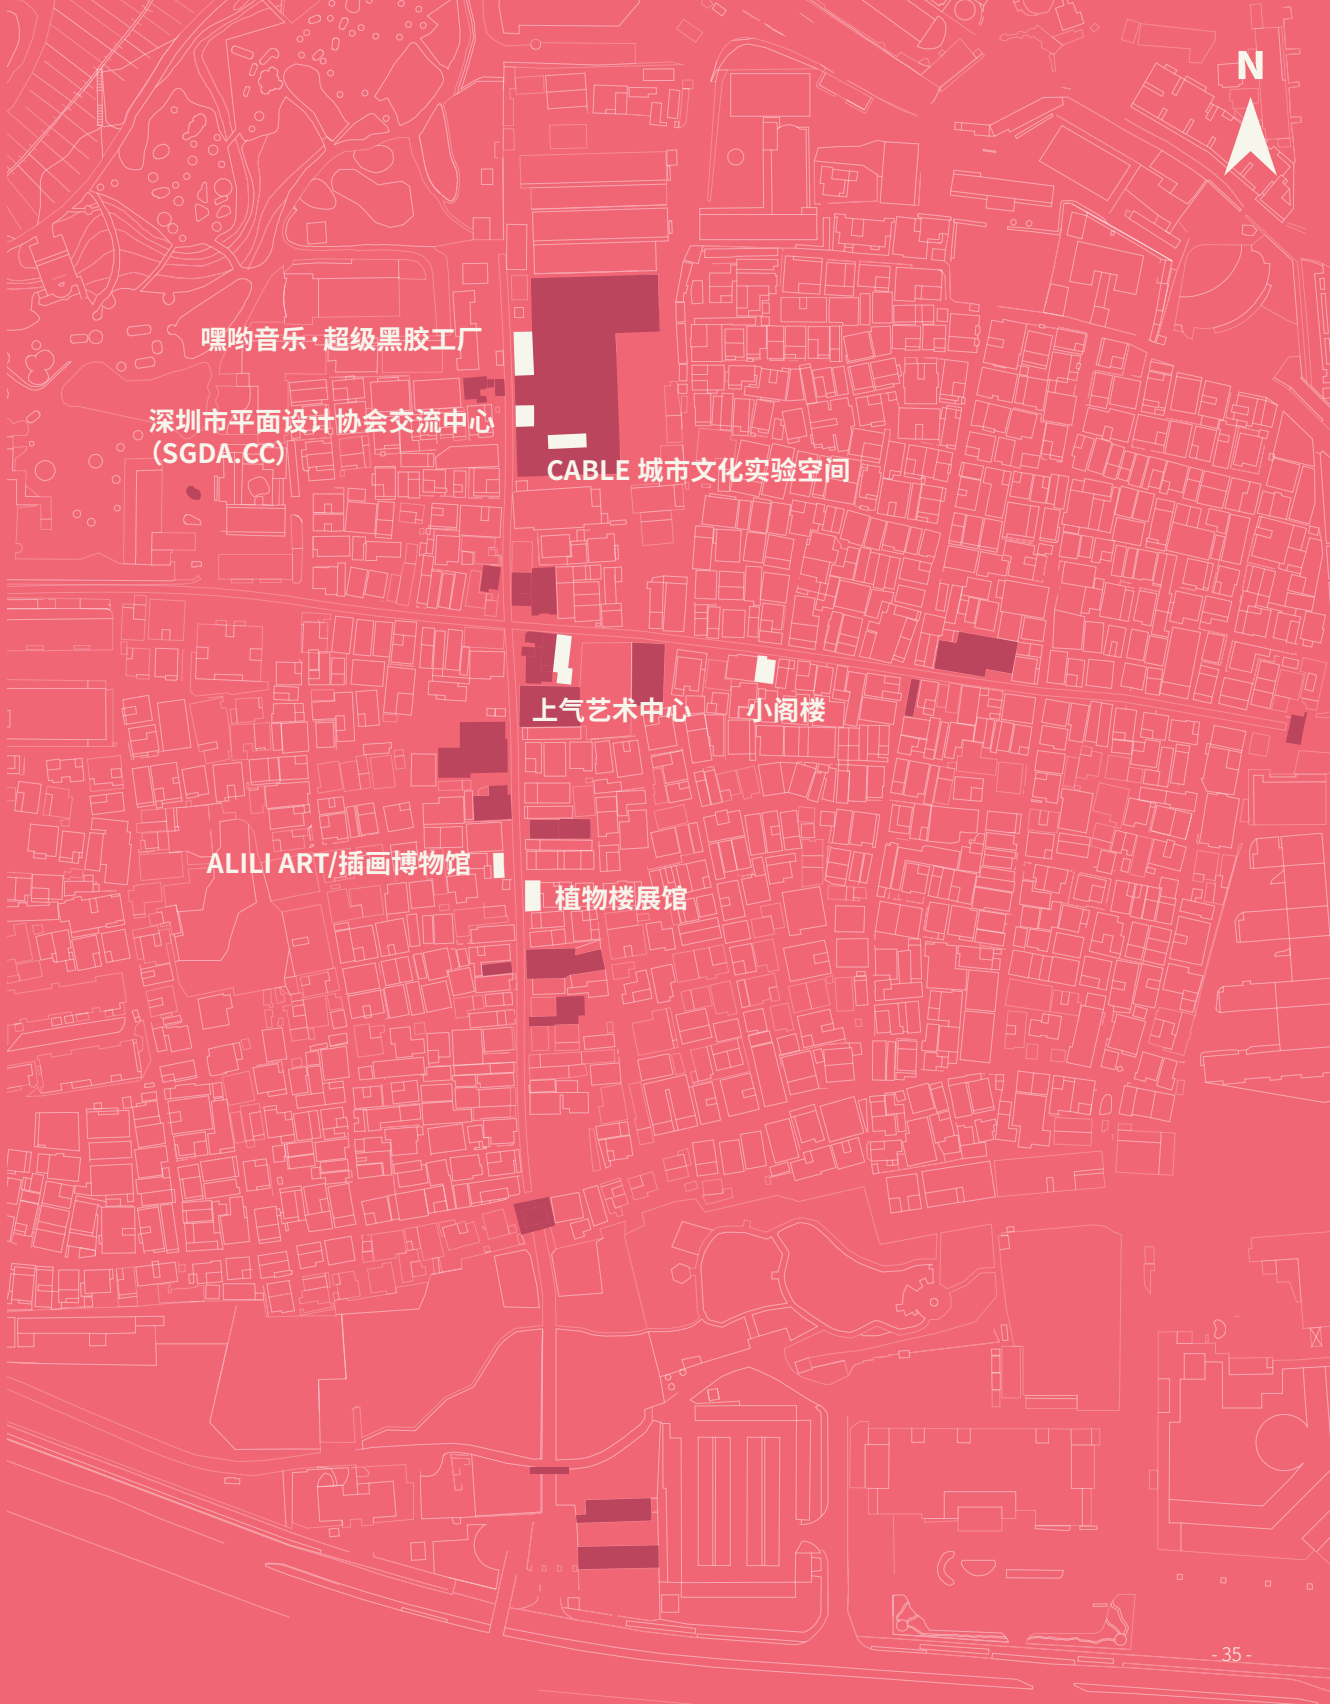 N
嘿哟音乐·超级黑胶工厂
深圳市平面设计协会交流中心
（SGDA.CC）
CABLE 城市文化实验空间
上气艺术中心
小阁楼
ALILI ART/插画博物馆
植物楼展馆
- 35 -